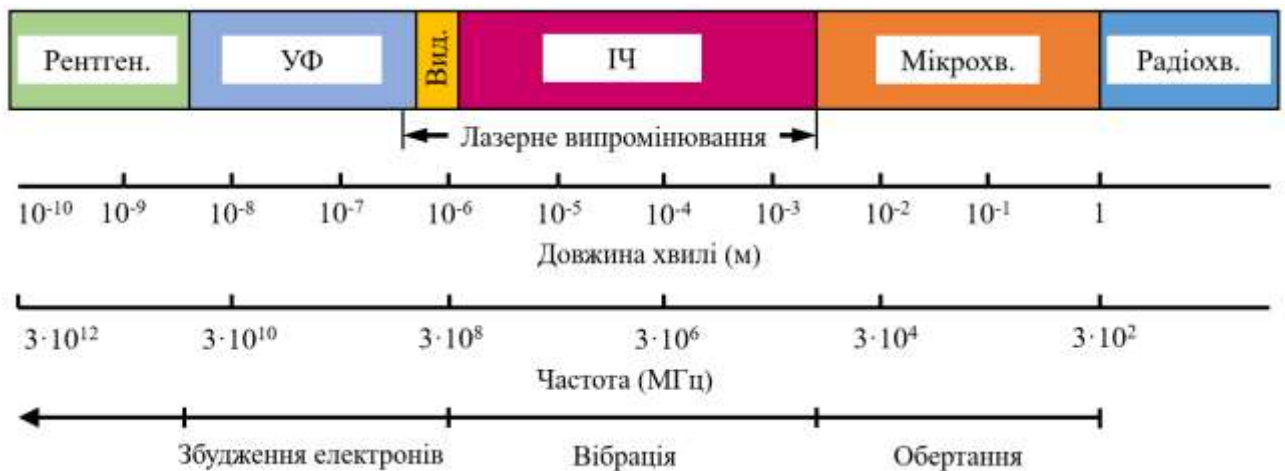 Рентген. УФ Вид. ІЧ Мікрохв. Радіохв.
Лазерне випромінювання
10⁻¹⁰ 10⁻⁹ 10⁻⁸ 10⁻⁷ 10⁻⁶ 10⁻⁵ 10⁻⁴ 10⁻³ 10⁻² 10⁻¹ 1
Довжина хвилі (м)
3·10¹² 3·10¹⁰ 3·10⁸ 3·10⁶ 3·10⁴ 3·10²
Частота (МГц)
Збудження електронів Вібрація Обертання